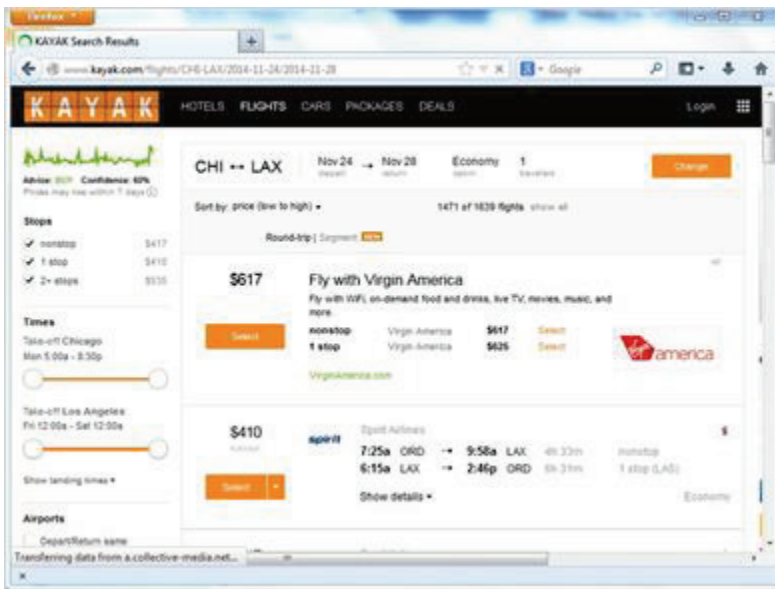 Firefox
KAYAK Search Results
www.kayak.com/flights/CHI-LAX/2014-11-24/2014-11-28
Google
KAYAK
HOTELS FLIGHTS CARS PACKAGES DEALS
Login
Advice: BUY Confidence: 60%
Prices may rise within 7 days
Stops
nonstop $417
1 stop $410
2+ stops $535
Times
Take-off Chicago
Mon 5:00a - 8:30p
Take-off Los Angeles
Fri 12:00a - Sat 12:00a
Show landing times
Airports
Depart/Return same
CHI ↔ LAX
Nov 24 → Nov 28 Economy 1
depart return cabin travelers
Change
Sort by: price (low to high)
1471 of 1639 flights show all
Round-trip | Segment NEW
ad
$617 Fly with Virgin America
Fly with WiFi, on-demand food and drinks, live TV, movies, music, and
more.
Select
nonstop Virgin America $617 Select
1 stop Virgin America $625 Select
VirginAmerica.com
virgin america
$410
spirit
Spirit Airlines
$
7:25a ORD → 9:58a LAX 4h 33m nonstop
6:15a LAX → 2:46p ORD 6h 31m 1 stop (LAS)
Select
Show details
Economy
Transferring data from a.collective-media.net...